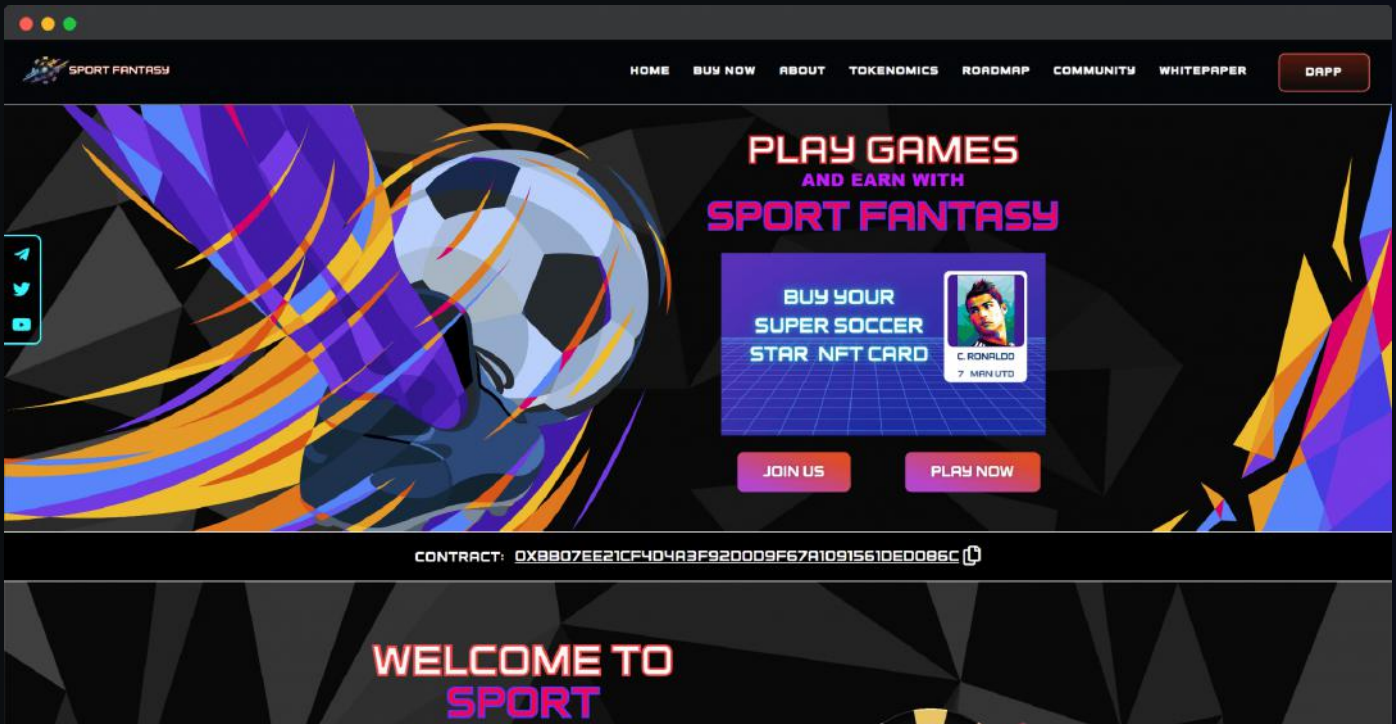 SPORT FANTASY
HOME BUY NOW ABOUT TOKENOMICS ROADMAP COMMUNITY WHITEPAPER DAPP
PLAY GAMES
AND EARN WITH
SPORT FANTASY
BUY YOUR
SUPER SOCCER
STAR NFT CARD
C. RONALDO
7 MAN UTD
JOIN US
PLAY NOW
CONTRACT: 0XBB07EE21CF4D4A3F92D0D9F67A1D91561DED086C
WELCOME TO
SPORT